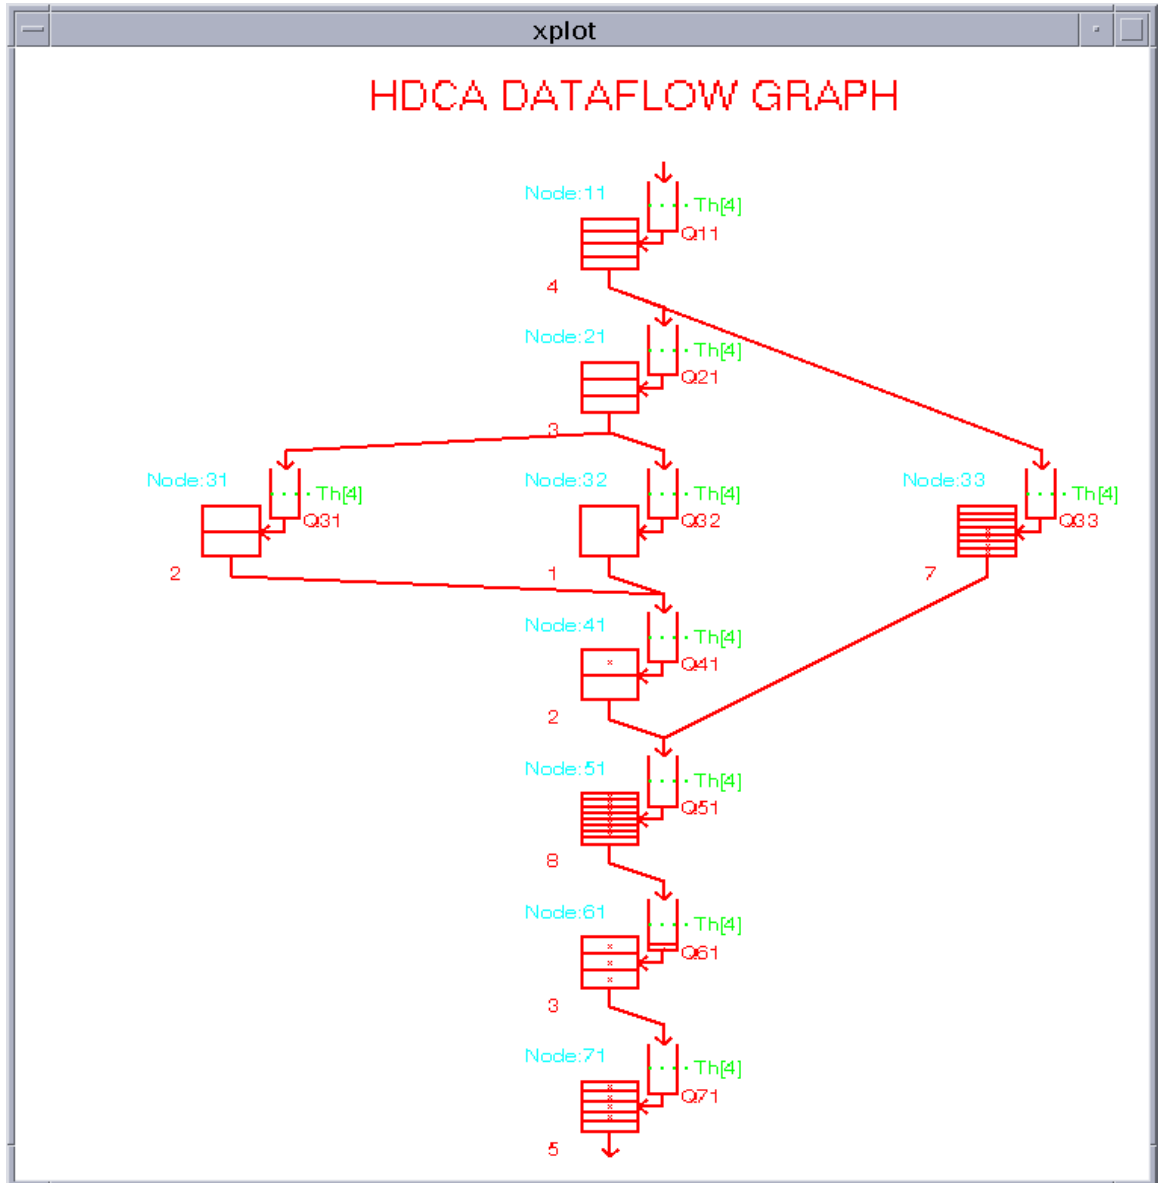 xplot
HDCA DATAFLOW GRAPH
Node:11
Th[4]
Q11
4
Node:21
Th[4]
Q21
3
Node:31
Th[4]
Q31
2
Node:32
Th[4]
Q32
1
Node:33
Th[4]
Q33
7
Node:41
Th[4]
Q41
2
Node:51
Th[4]
Q51
8
Node:61
Th[4]
Q61
3
Node:71
Th[4]
Q71
5